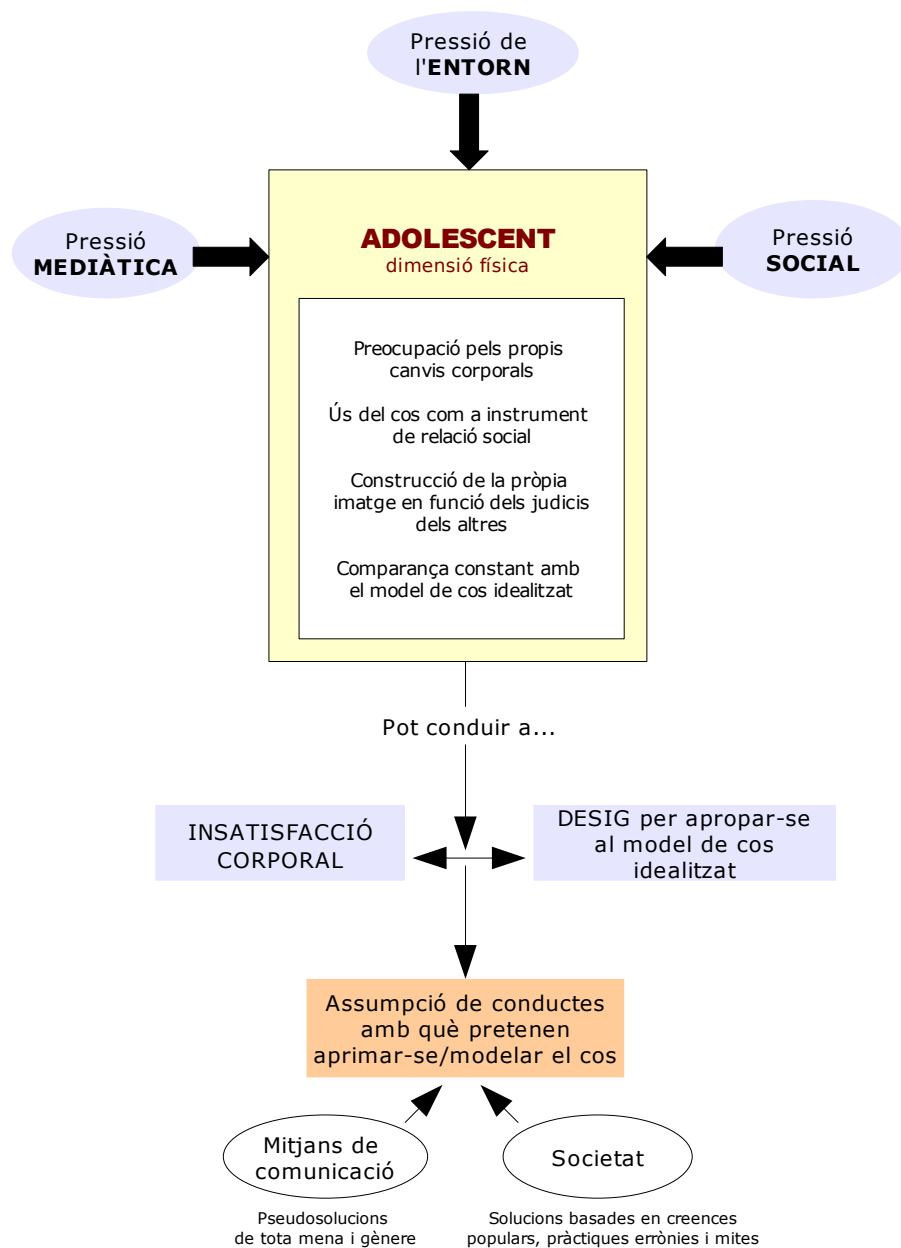 Pressió de
l'ENTORN
Pressió
MEDIÀTICA
ADOLESCENT
dimensió física
Pressió
SOCIAL
Preocupació pels propis
canvis corporals
Ús del cos com a instrument
de relació social
Construcció de la pròpia
imatge en funció dels judicis
dels altres
Comparança constant amb
el model de cos idealitzat
Pot conduir a...
INSATISFACCIÓ
CORPORAL
DESIG per apropar-se
al model de cos
idealitzat
Assumpció de conductes
amb què pretenen
aprimar-se/modelar el cos
Mitjans de
comunicació
Societat
Pseudosolucions
de tota mena i gènere
Solucions basades en creences
populars, pràctiques errònies i mites